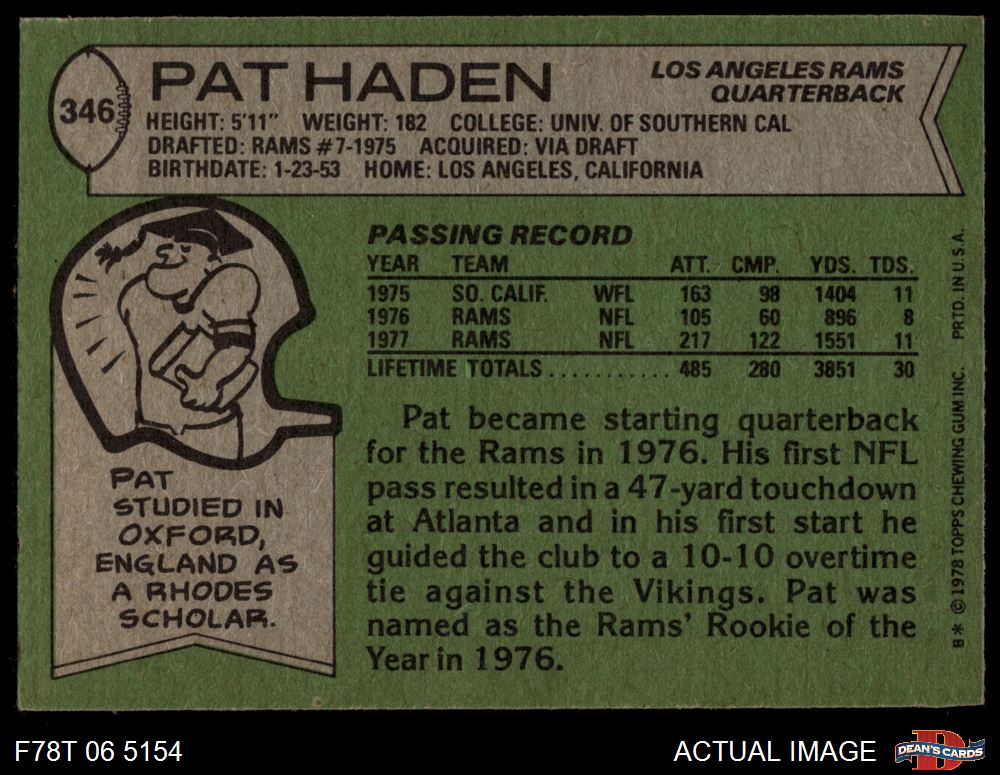 346
PAT HADEN
LOS ANGELES RAMS
QUARTERBACK
HEIGHT: 5'11" WEIGHT: 182 COLLEGE: UNIV. OF SOUTHERN CAL
DRAFTED: RAMS #7-1975 ACQUIRED: VIA DRAFT
BIRTHDATE: 1-23-53 HOME: LOS ANGELES, CALIFORNIA
PASSING RECORD
YEAR TEAM ATT. CMP. YDS. TDS.
1975 SO. CALIF. WFL 163 98 1404 11
1976 RAMS NFL 105 60 896 8
1977 RAMS NFL 217 122 1551 11
LIFETIME TOTALS ........... 485 280 3851 30
Pat became starting quarterback
for the Rams in 1976. His first NFL
pass resulted in a 47-yard touchdown
at Atlanta and in his first start he
guided the club to a 10-10 overtime
tie against the Vikings. Pat was
named as the Rams' Rookie of the
Year in 1976.
PAT
STUDIED IN
OXFORD,
ENGLAND AS
A RHODES
SCHOLAR.
B* © 1978 TOPPS CHEWING GUM INC. PRTD. IN U.S.A.
F78T 06 5154
ACTUAL IMAGE
D
DEAN'S CARDS